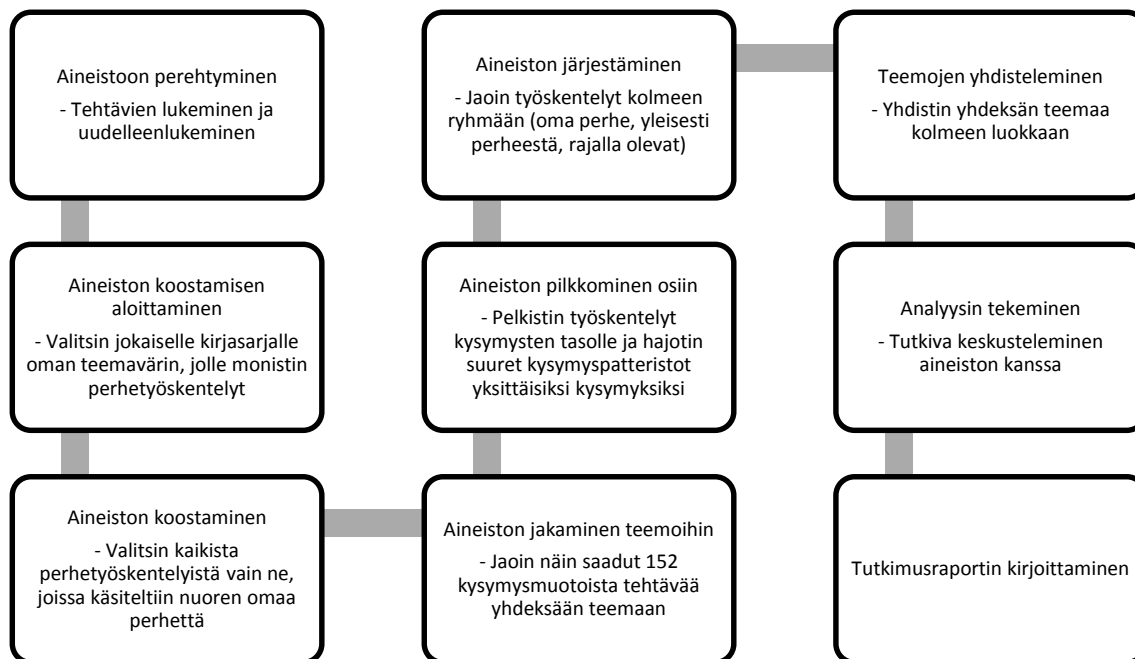 Aineistoon perehtyminen
- Tehtävien lukeminen ja
uudelleenlukeminen
Aineiston koostamisen
aloittaminen
- Valitsin jokaiselle kirjasarjalle
oman teemavärin, jolle monistin
perhetyöskentelyt
Aineiston koostaminen
- Valitsin kaikista
perhetyöskentelyistä vain ne,
joissa käsiteltiin nuoren omaa
perhettä
Aineiston jakaminen teemoihin
- Jaoin näin saadut 152
kysymysmuotoista tehtävää
yhdeksään teemaan
Aineiston pilkkominen osiin
- Pelkistin työskentelyt
kysymysten tasolle ja hajotin
suuret kysymyspatteristot
yksittäisiksi kysymyksiksi
Aineiston järjestäminen
- Jaoin työskentelyt kolmeen
ryhmään (oma perhe, yleisesti
perheestä, rajalla olevat)
Teemojen yhdisteleminen
- Yhdistin yhdeksän teemaa
kolmeen luokkaan
Analyysin tekeminen
- Tutkiva keskusteleminen
aineiston kanssa
Tutkimusraportin kirjoittaminen